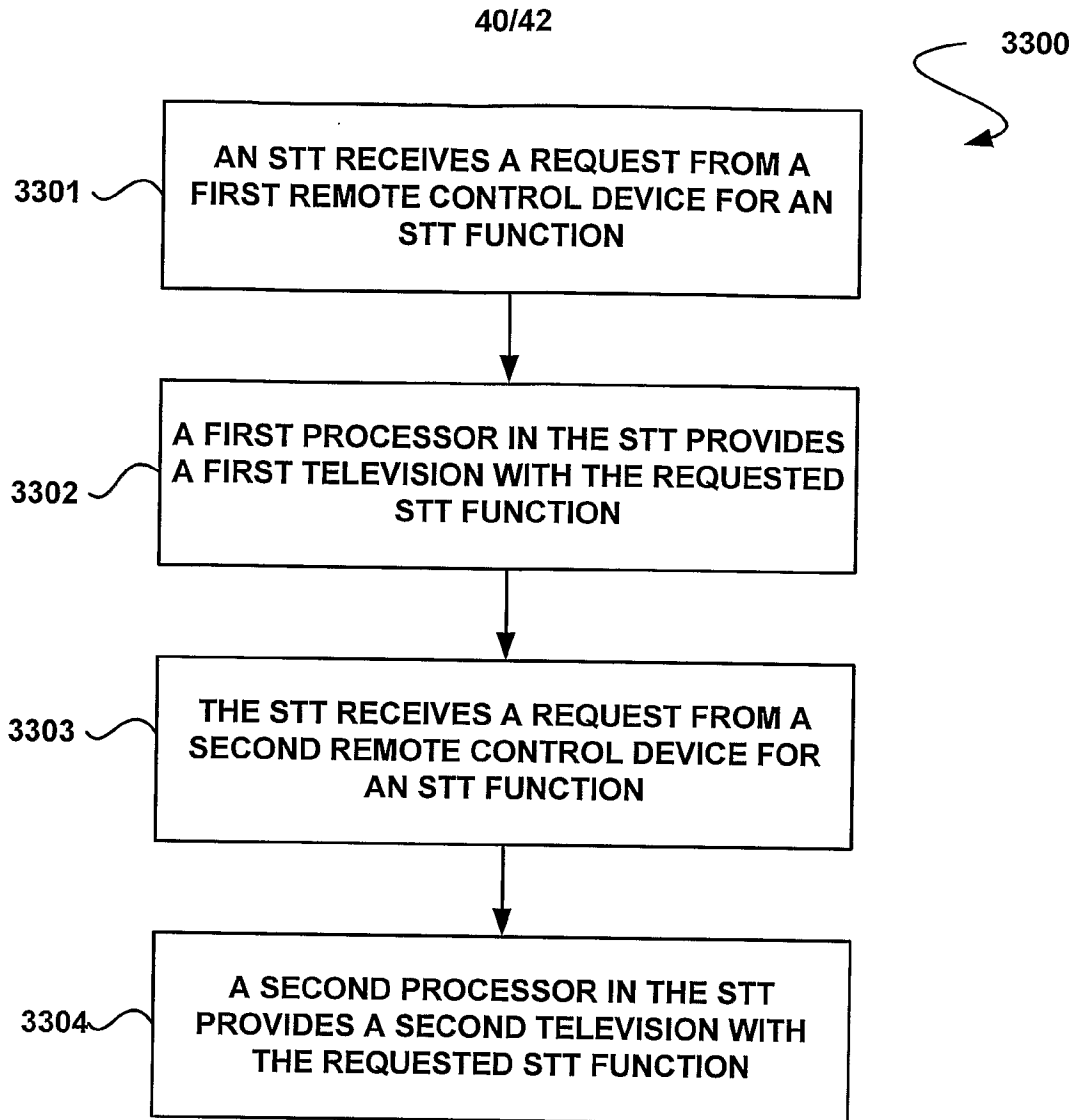 40/42
3300
3301
AN STT RECEIVES A REQUEST FROM A
FIRST REMOTE CONTROL DEVICE FOR AN
STT FUNCTION
3302
A FIRST PROCESSOR IN THE STT PROVIDES
A FIRST TELEVISION WITH THE REQUESTED
STT FUNCTION
3303
THE STT RECEIVES A REQUEST FROM A
SECOND REMOTE CONTROL DEVICE FOR
AN STT FUNCTION
3304
A SECOND PROCESSOR IN THE STT
PROVIDES A SECOND TELEVISION WITH
THE REQUESTED STT FUNCTION